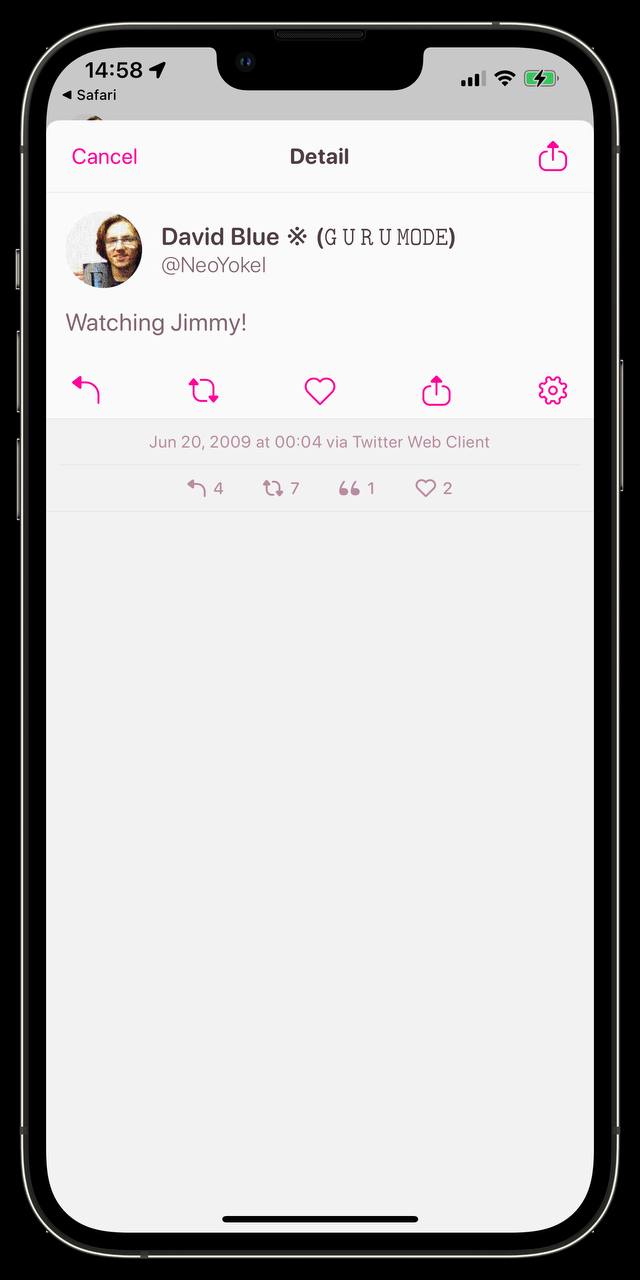 14:58
◀ Safari
Cancel
Detail
David Blue ※ (𝙶 𝚄 𝚁 𝚄 𝙼𝙾𝙳𝙴)
@NeoYokel
Watching Jimmy!
Jun 20, 2009 at 00:04 via Twitter Web Client
4 7 1 2